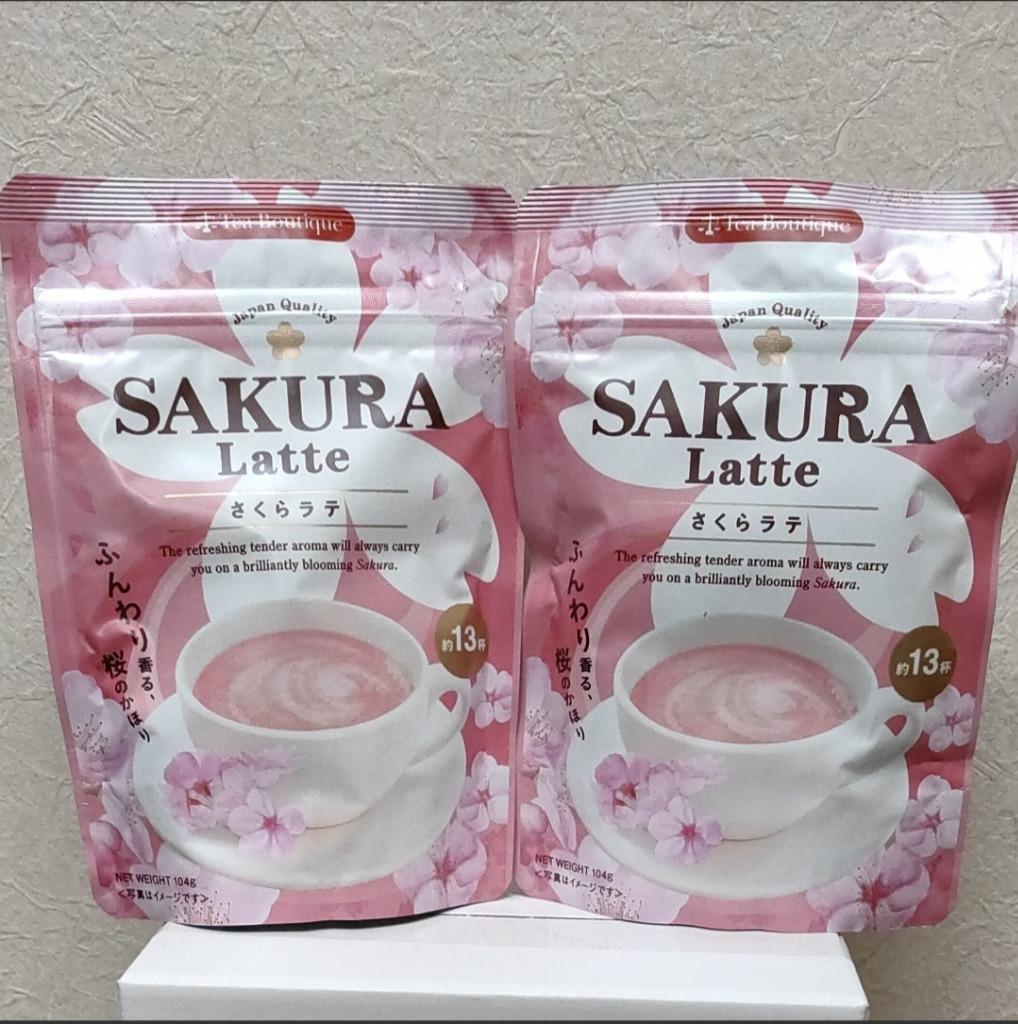 Tea Boutique
Japan Quality
SAKURA
Latte
さくらラテ
The refreshing tender aroma will always carry
you on a brilliantly blooming Sakura.
ふんわり香る、
桜のかほり
約13杯
NET WEIGHT 104g
<写真はイメージです>
Tea Boutique
Japan Quality
SAKURA
Latte
さくらラテ
The refreshing tender aroma will always carry
you on a brilliantly blooming Sakura.
ふんわり香る、
桜のかほり
約13杯
NET WEIGHT 104g
<写真はイメージです>